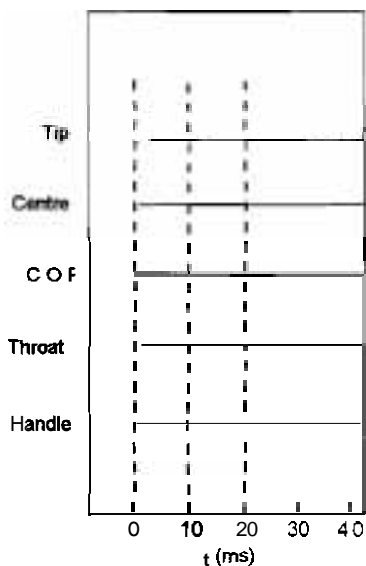 Tip
Centre
C O F
Throat
Handle
0 10 20 30 40
t (ms)